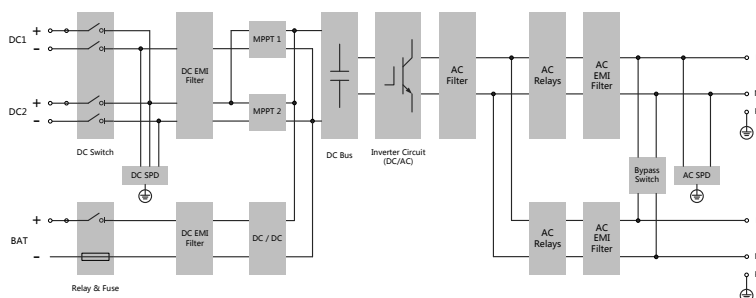 DC1
+
−
DC2
+
−
DC Switch
DC SPD
DC EMI
Filter
MPPT 1
MPPT 2
DC Bus
Inverter Circuit
(DC/AC)
AC
Filter
AC
Relays
AC
EMI
Filter
Bypass
Switch
AC SPD
BAT
+
−
Relay & Fuse
DC EMI
Filter
DC / DC
AC
Relays
AC
EMI
Filter